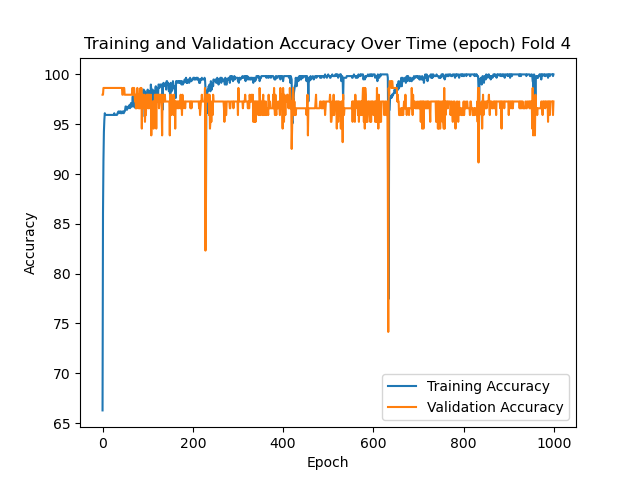 Training and Validation Accuracy Over Time (epoch) Fold 4
100
95
90
85
80
75
70
65
Accuracy
0
200
400
600
800
1000
Epoch
Training Accuracy
Validation Accuracy